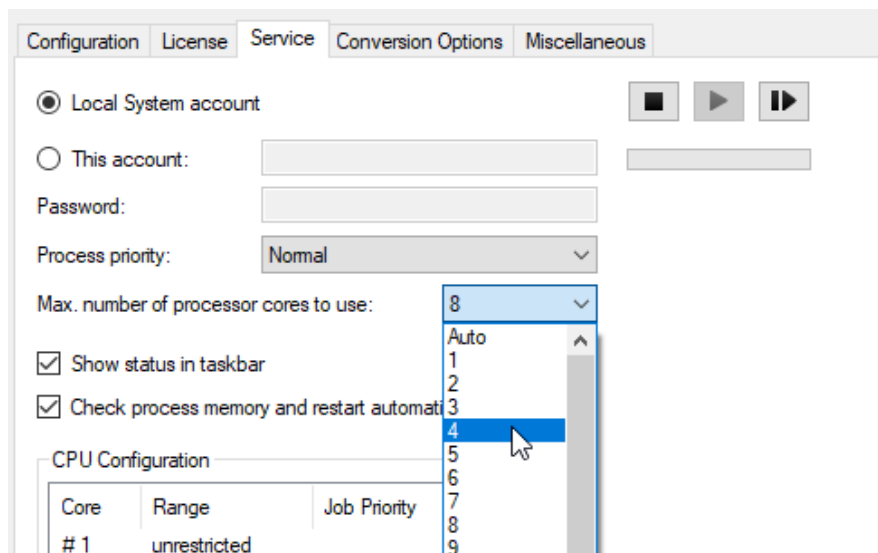 Configuration License Service Conversion Options Miscellaneous
Local System account
This account:
Password:
Process priority: Normal
Max. number of processor cores to use: 8
Auto
1
Show status in taskbar
2
Check process memory and restart automati 3
4
CPU Configuration 5
6
Core Range Job Priority 7
8
# 1 unrestricted 9